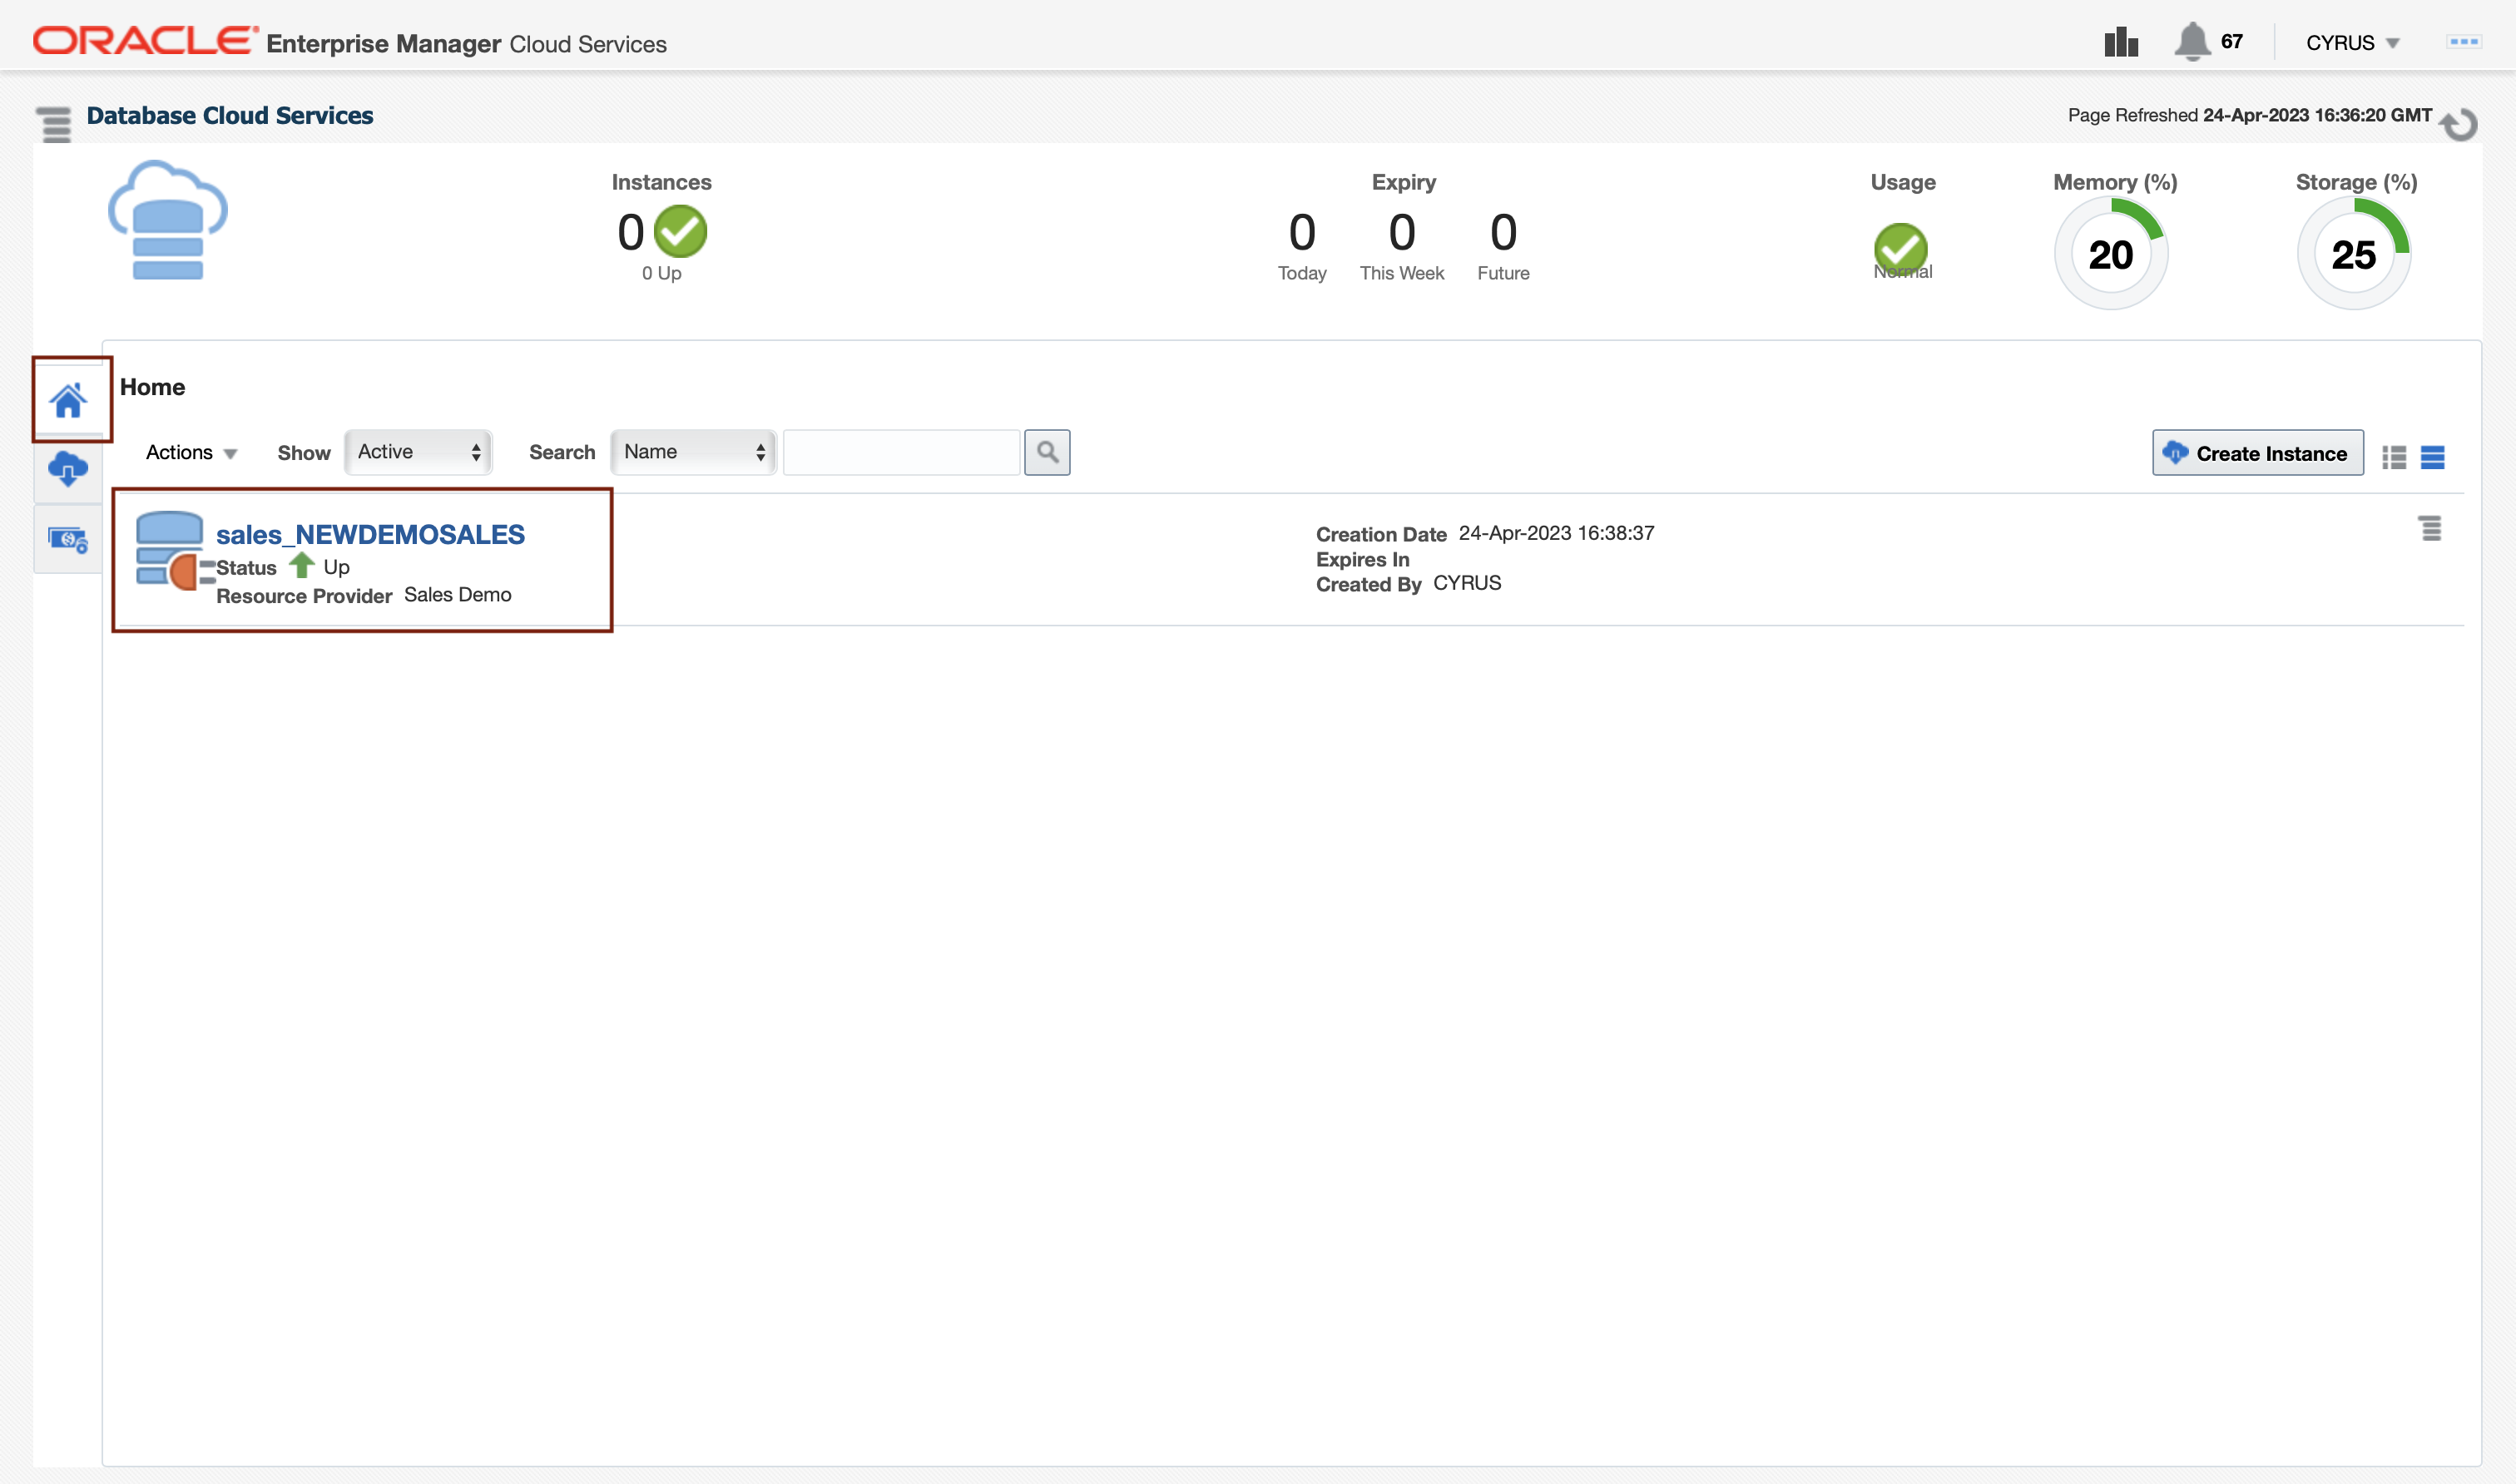 ORACLE Enterprise Manager Cloud Services
67
CYRUS
Database Cloud Services
Page Refreshed 24-Apr-2023 16:36:20 GMT
Instances
0
0 Up
Expiry
0 0 0
Today This Week Future
Usage
Normal
Memory (%)
20
Storage (%)
25
Home
Actions Show Active Search Name
Create Instance
sales_NEWDEMOSALES
Status Up
Resource Provider Sales Demo
Creation Date 24-Apr-2023 16:38:37
Expires In
Created By CYRUS